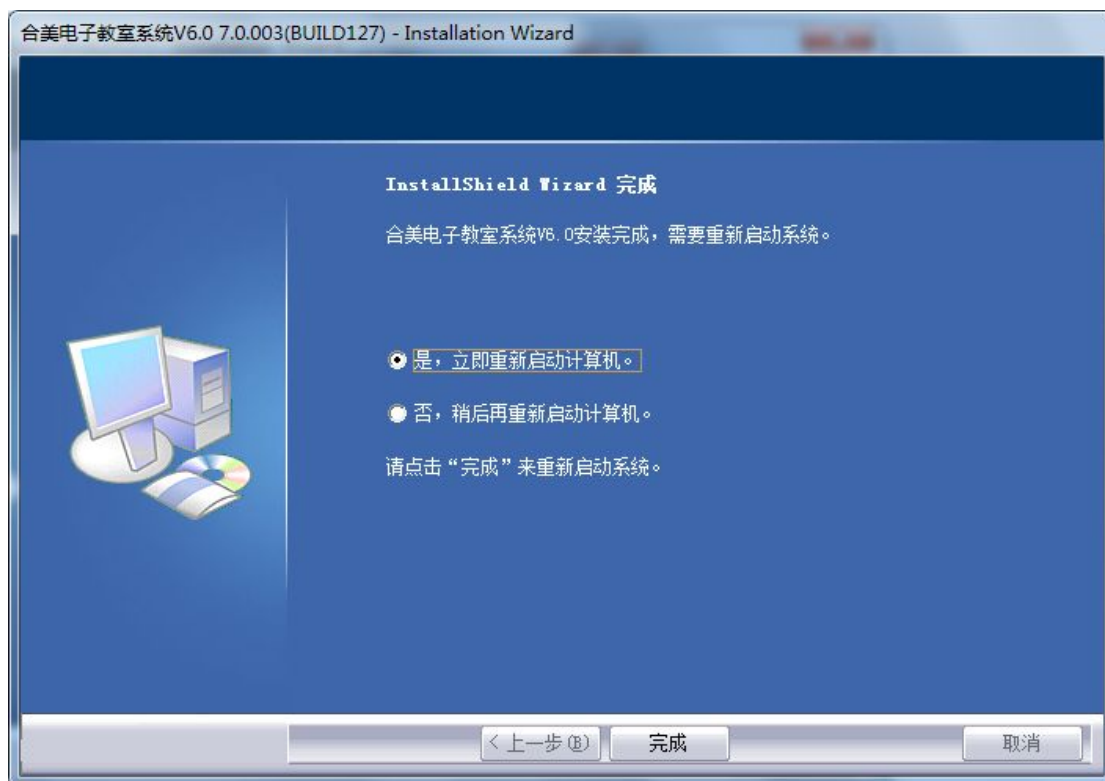 合美电子教室系统V6.0 7.0.003(BUILD127) - Installation Wizard
InstallShield Wizard 完成
合美电子教室系统V6.0安装完成，需要重新启动系统。
是，立即重新启动计算机。
否，稍后再重新启动计算机。
请点击“完成”来重新启动系统。
<上一步(B)
完成
取消